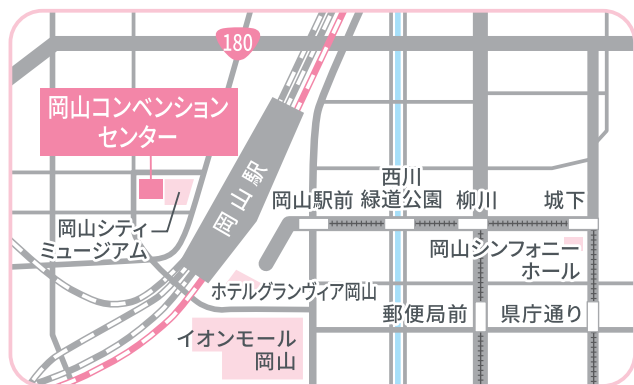 180
岡山コンベンション
センター
岡山駅
岡山シティ
ミュージアム
岡山駅前
西川
緑道公園
柳川
城下
岡山シンフォニー
ホール
ホテルグランヴィア岡山
郵便局前
県庁通り
イオンモール
岡山